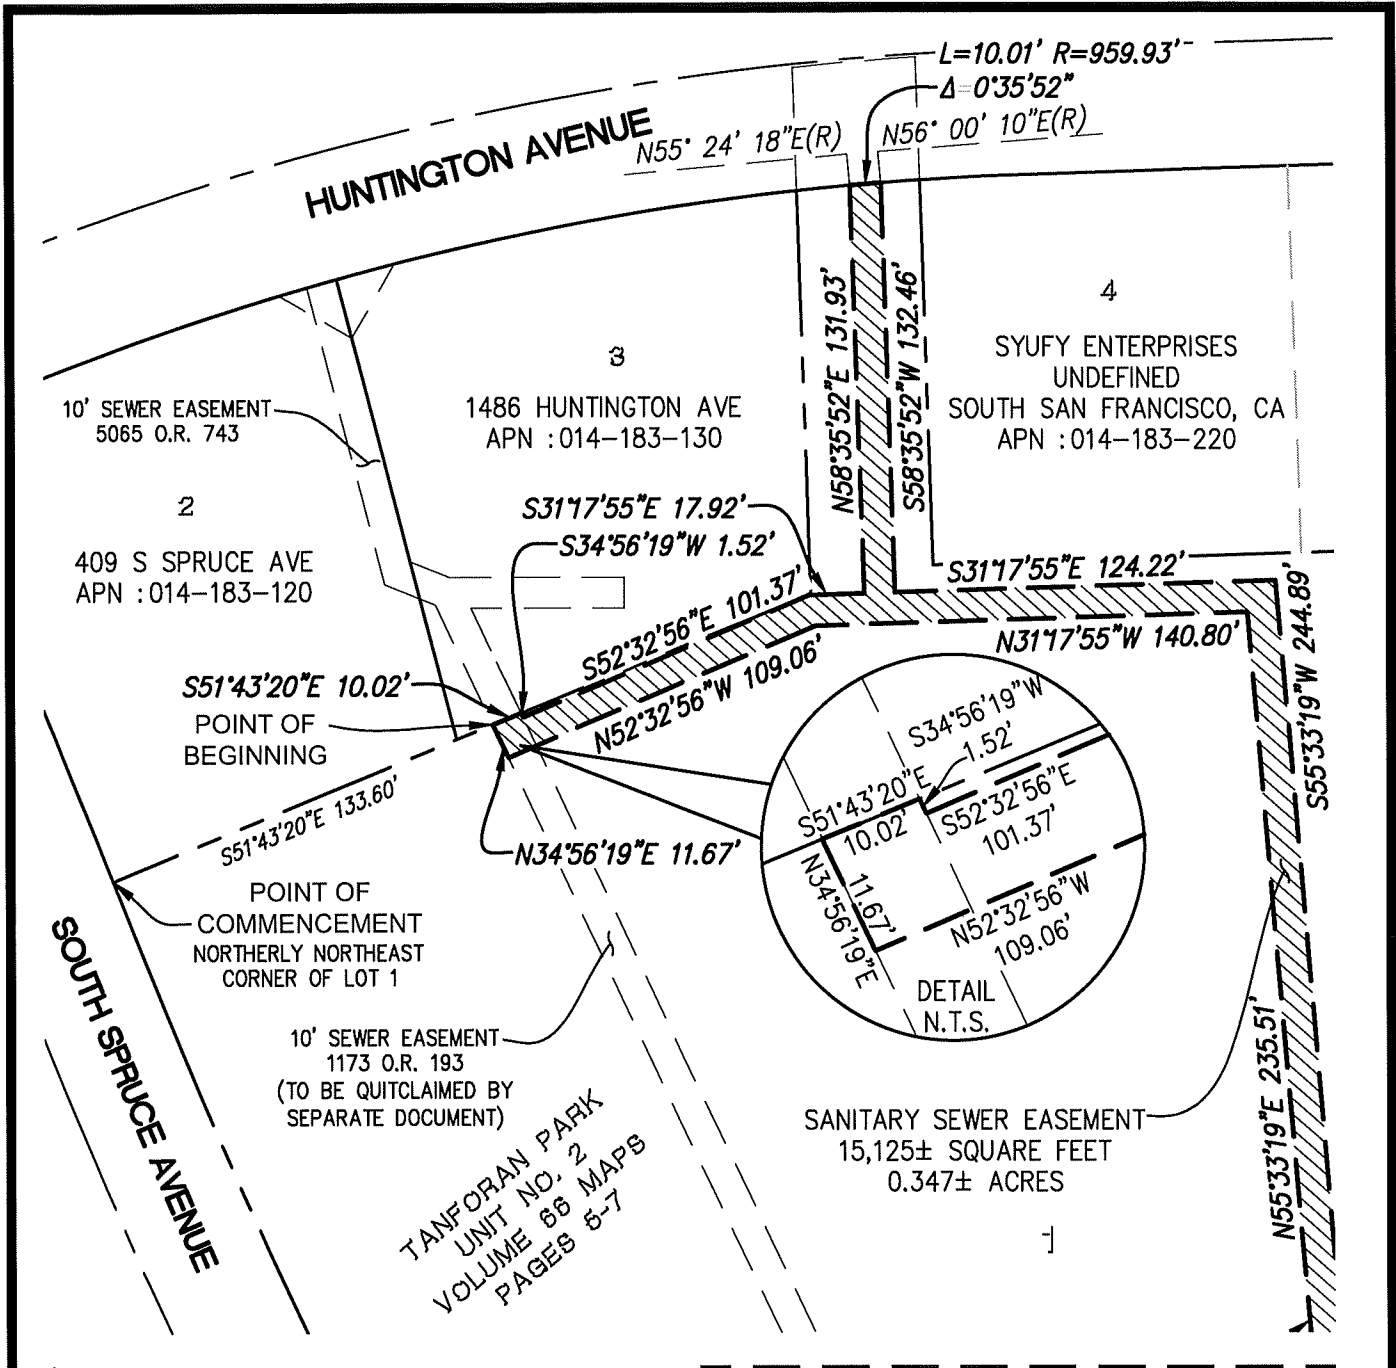 L=10.01' R=959.93'
Δ=0°35'52"
HUNTINGTON AVENUE
N55° 24' 18"E(R)
N56° 00' 10"E(R)
N58°35'52"E 131.93'
S58°35'52"W 132.46'
4
SYUFY ENTERPRISES
UNDEFINED
SOUTH SAN FRANCISCO, CA
APN : 014-183-220
3
1486 HUNTINGTON AVE
APN : 014-183-130
10' SEWER EASEMENT
5065 O.R. 743
2
409 S SPRUCE AVE
APN : 014-183-120
S31°17'55"E 17.92'
S34°56'19"W 1.52'
S31°17'55"E 124.22'
N31°17'55"W 140.80'
S52°32'56"E 101.37'
N52°32'56"W 109.06'
S55°33'19"W 244.89'
S51°43'20"E 10.02'
POINT OF
BEGINNING
S51°43'20"E 133.60'
N34°56'19"E 11.67'
POINT OF
COMMENCEMENT
NORTHERLY NORTHEAST
CORNER OF LOT 1
SOUTH SPRUCE AVENUE
S34°56'19"W
1.52'
S51°43'20"E
10.02'
S52°32'56"E
101.37'
N34°56'19"E
11.67'
N52°32'56"W
109.06'
DETAIL
N.T.S.
10' SEWER EASEMENT
1173 O.R. 193
(TO BE QUITCLAIMED BY
SEPARATE DOCUMENT)
TANFORAN PARK
UNIT NO. 2
VOLUME 66 MAPS
PAGES 5-7
SANITARY SEWER EASEMENT
15,125± SQUARE FEET
0.347± ACRES
N55°33'19"E 235.51'
1